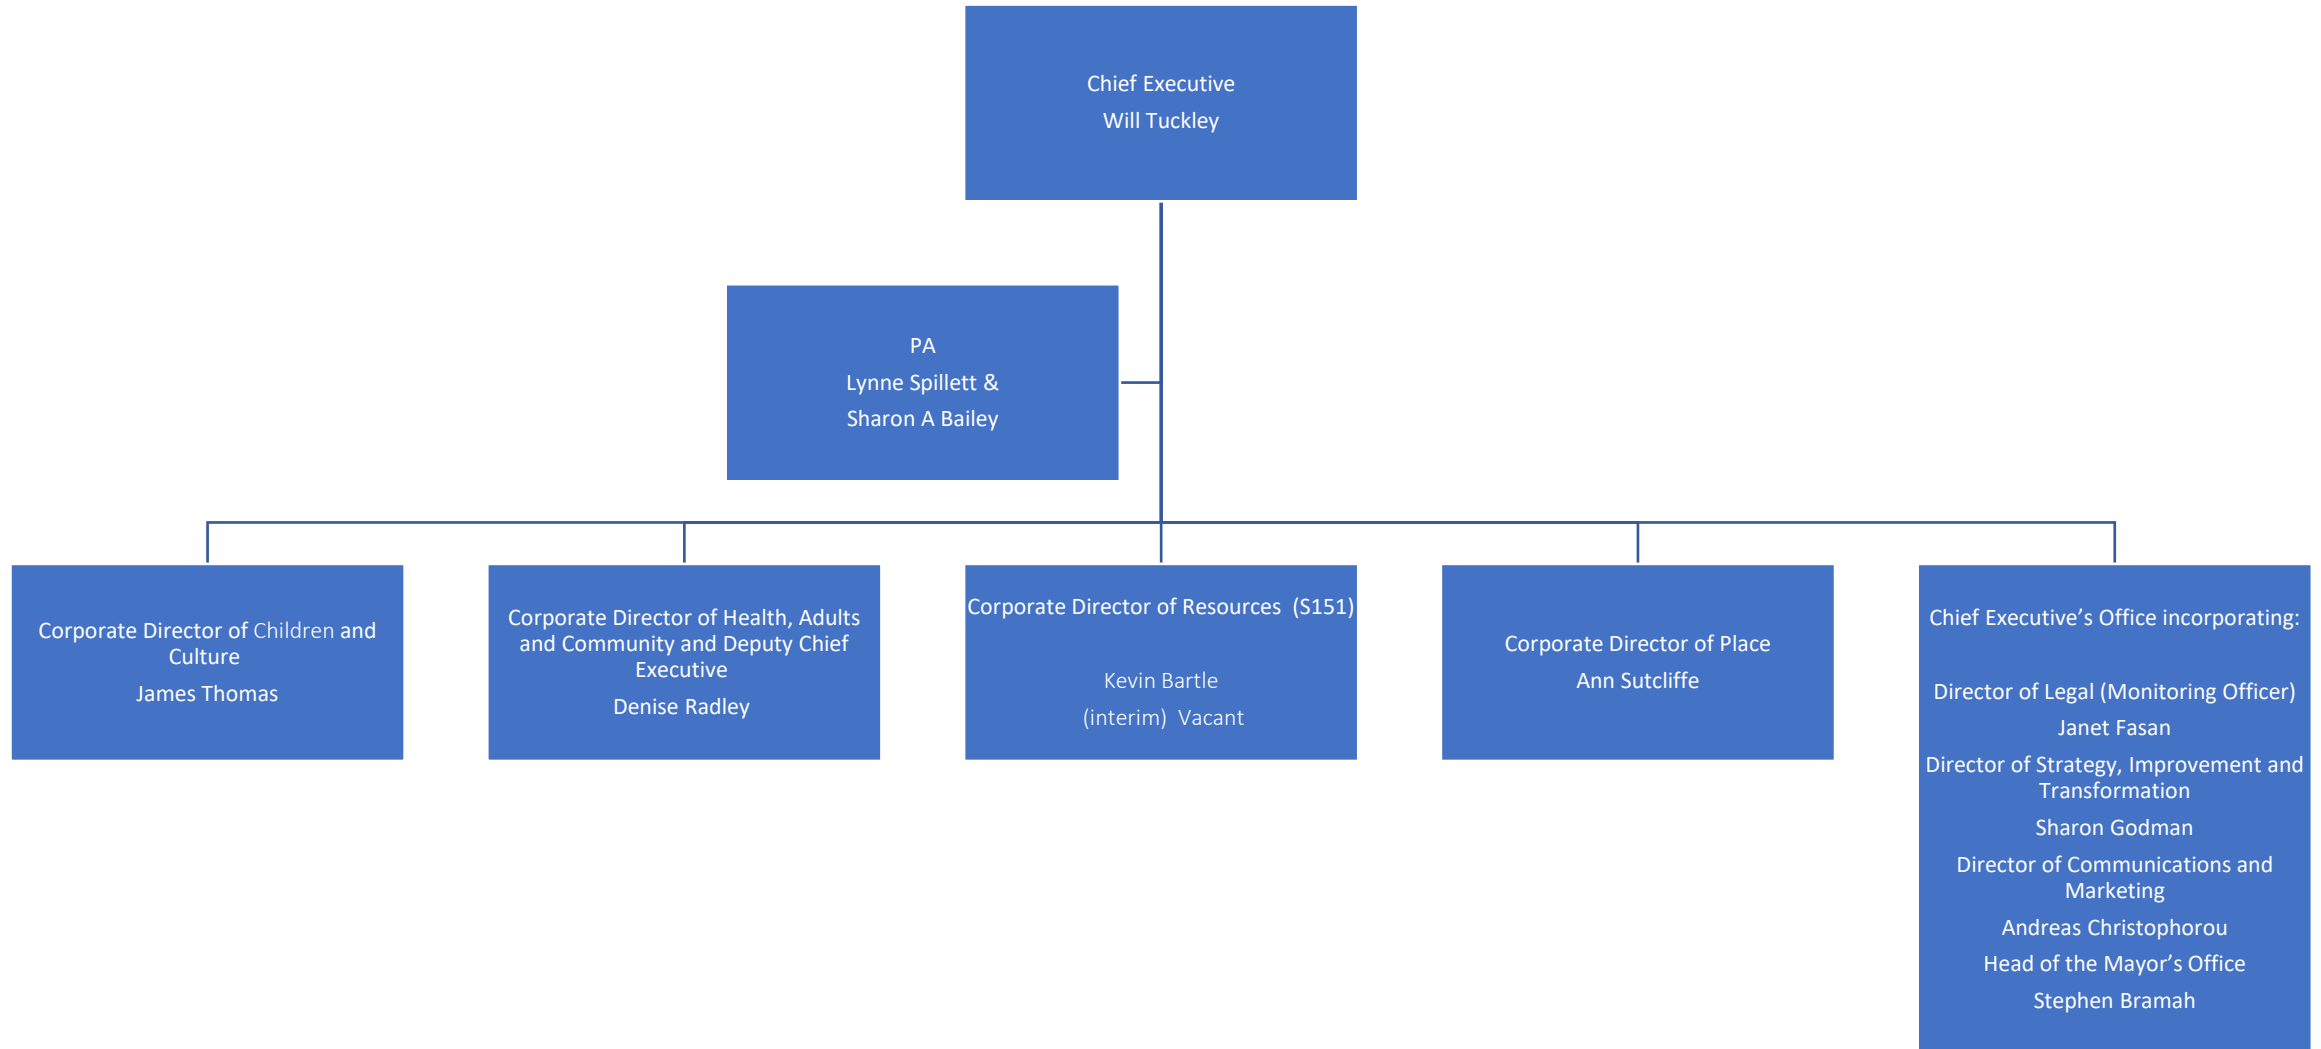 Chief Executive
Will Tuckley
PA
Lynne Spillett &
Sharon A Bailey
Corporate Director of Children and
Culture
James Thomas
Corporate Director of Health, Adults
and Community and Deputy Chief
Executive
Denise Radley
Corporate Director of Resources (S151)
Kevin Bartle
(interim) Vacant
Corporate Director of Place
Ann Sutcliffe
Chief Executive’s Office incorporating:
Director of Legal (Monitoring Officer)
Janet Fasan
Director of Strategy, Improvement and
Transformation
Sharon Godman
Director of Communications and
Marketing
Andreas Christophorou
Head of the Mayor’s Office
Stephen Bramah